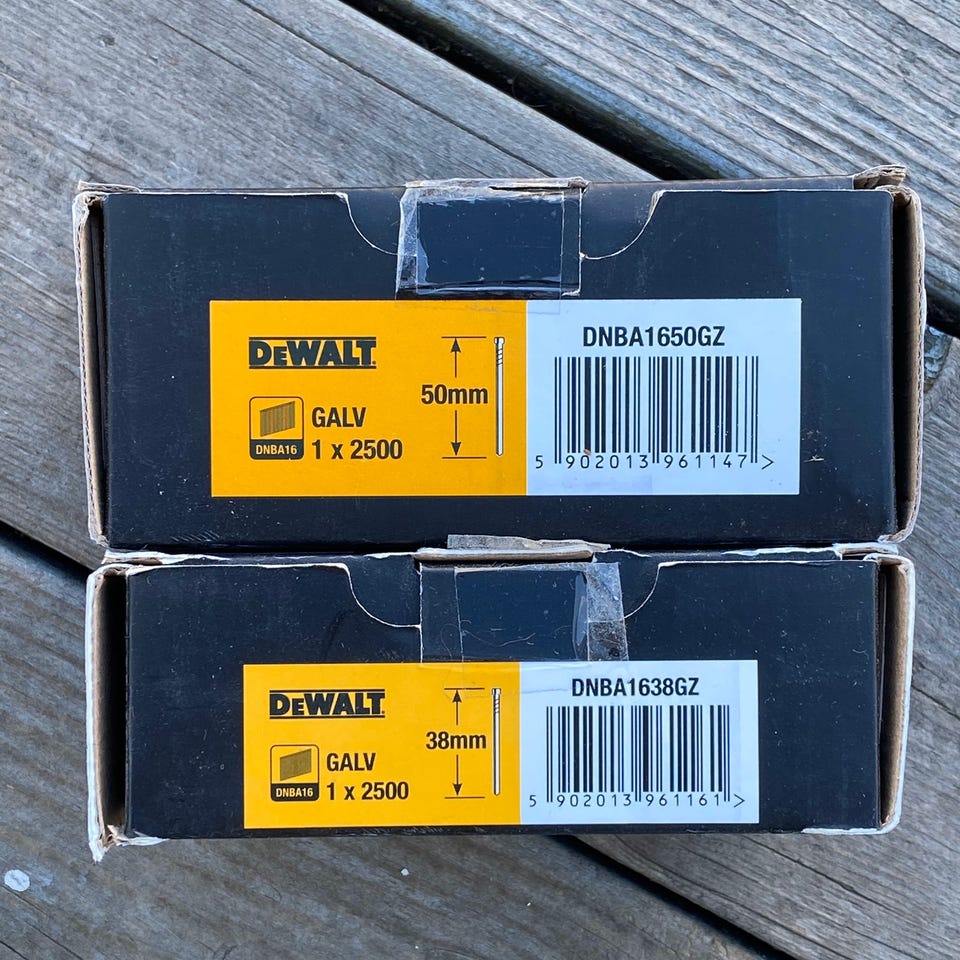 DEWALT
50mm
GALV
DNBA16
1 x 2500
DNBA1650GZ
5 902013 961147 >
DEWALT
38mm
GALV
DNBA16
1 x 2500
DNBA1638GZ
5 902013 961161 >